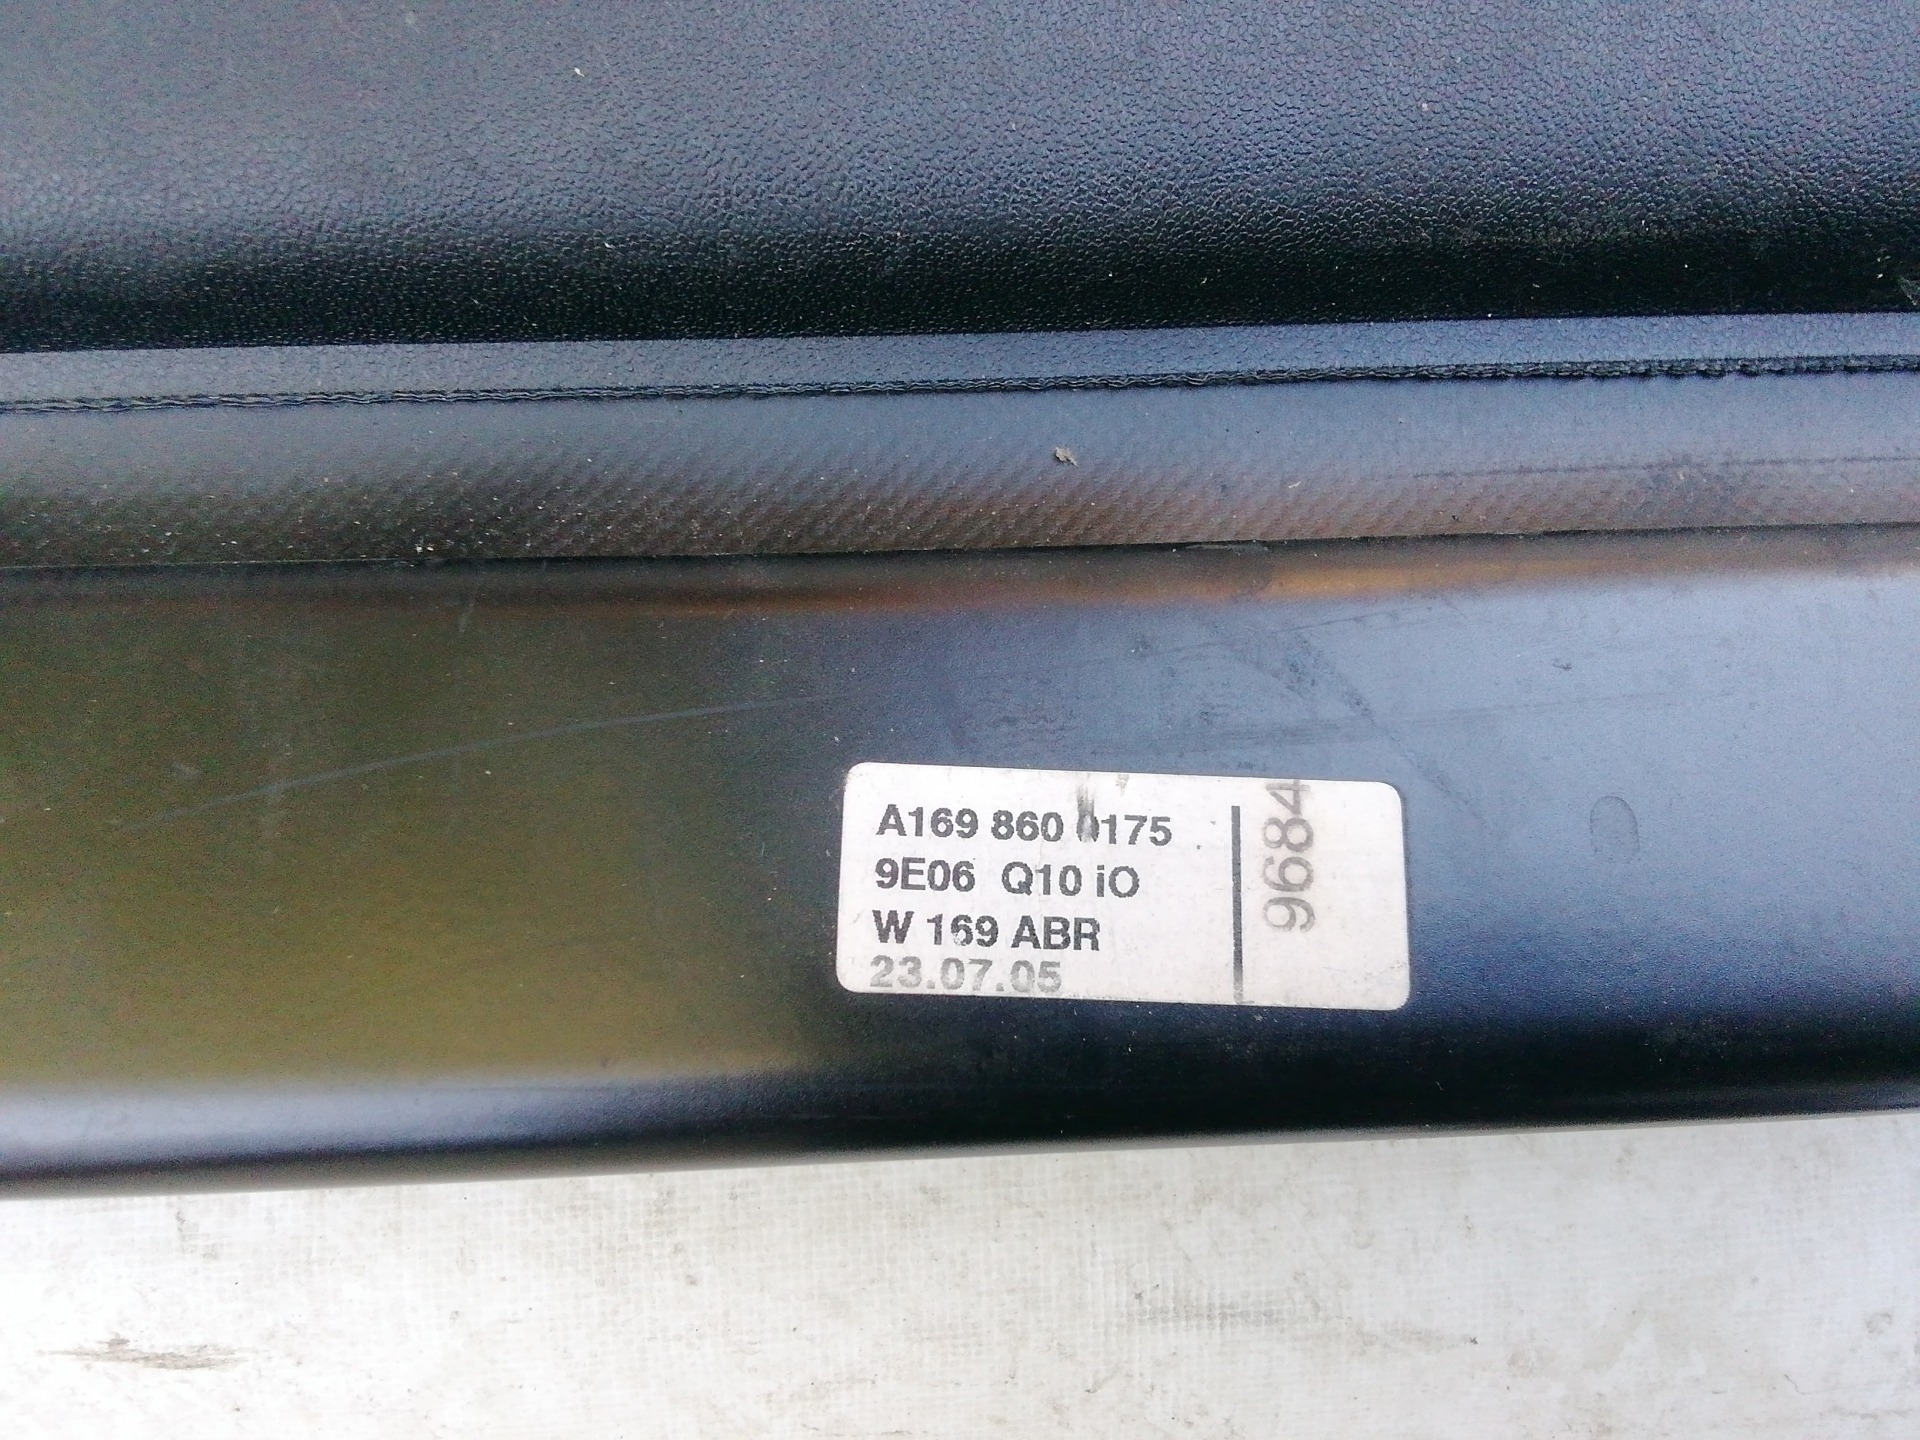 A169 860 0175
9E06 Q10 iO
W 169 ABR
23.07.05
9684